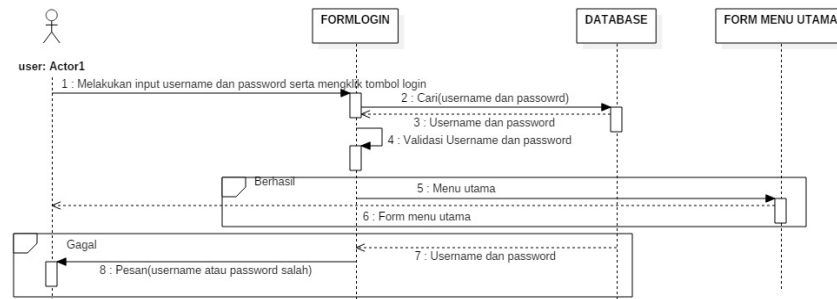 FORMLOGIN
DATABASE
FORM MENU UTAMA
user: Actor1
1 : Melakukan input username dan password serta mengklik tombol login
2 : Cari(username dan passowrd)
3 : Username dan password
4 : Validasi Username dan password
Berhasil
5 : Menu utama
6 : Form menu utama
Gagal
7 : Username dan password
8 : Pesan(username atau password salah)